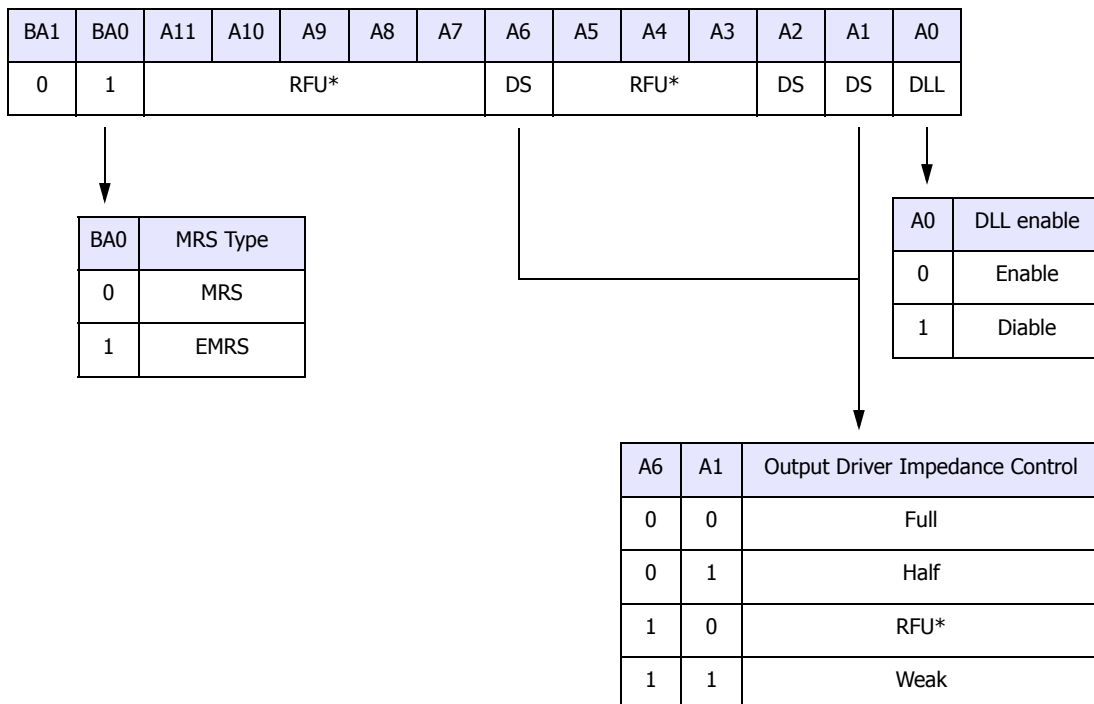 BA1 BA0 A11 A10 A9 A8 A7 A6 A5 A4 A3 A2 A1 A0
0 1 RFU* DS RFU* DS DS DLL
BA0 MRS Type
0 MRS
1 EMRS
A0 DLL enable
0 Enable
1 Diable
A6 A1 Output Driver Impedance Control
0 0 Full
0 1 Half
1 0 RFU*
1 1 Weak